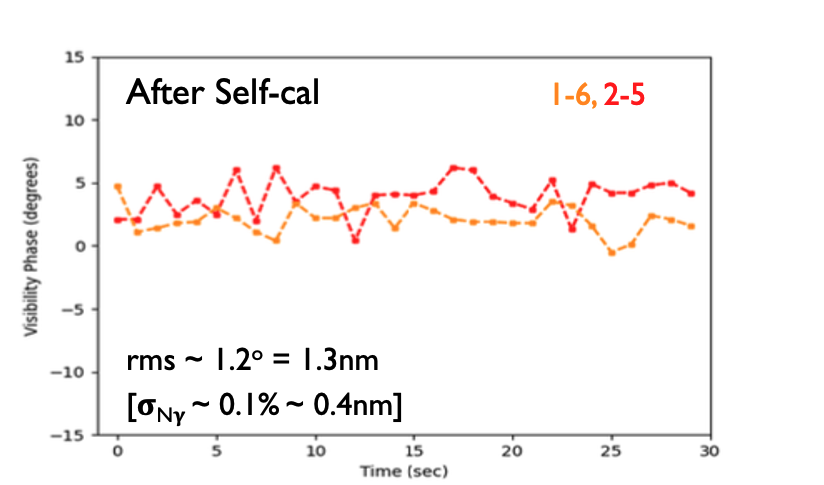 15
After Self-cal
1-6, 2-5
10
5
0
−5
−10
−15
Visibility Phase (degrees)
rms ~ 1.2° = 1.3nm
[σNγ ~ 0.1% ~ 0.4nm]
0 5 10 15 20 25 30
Time (sec)